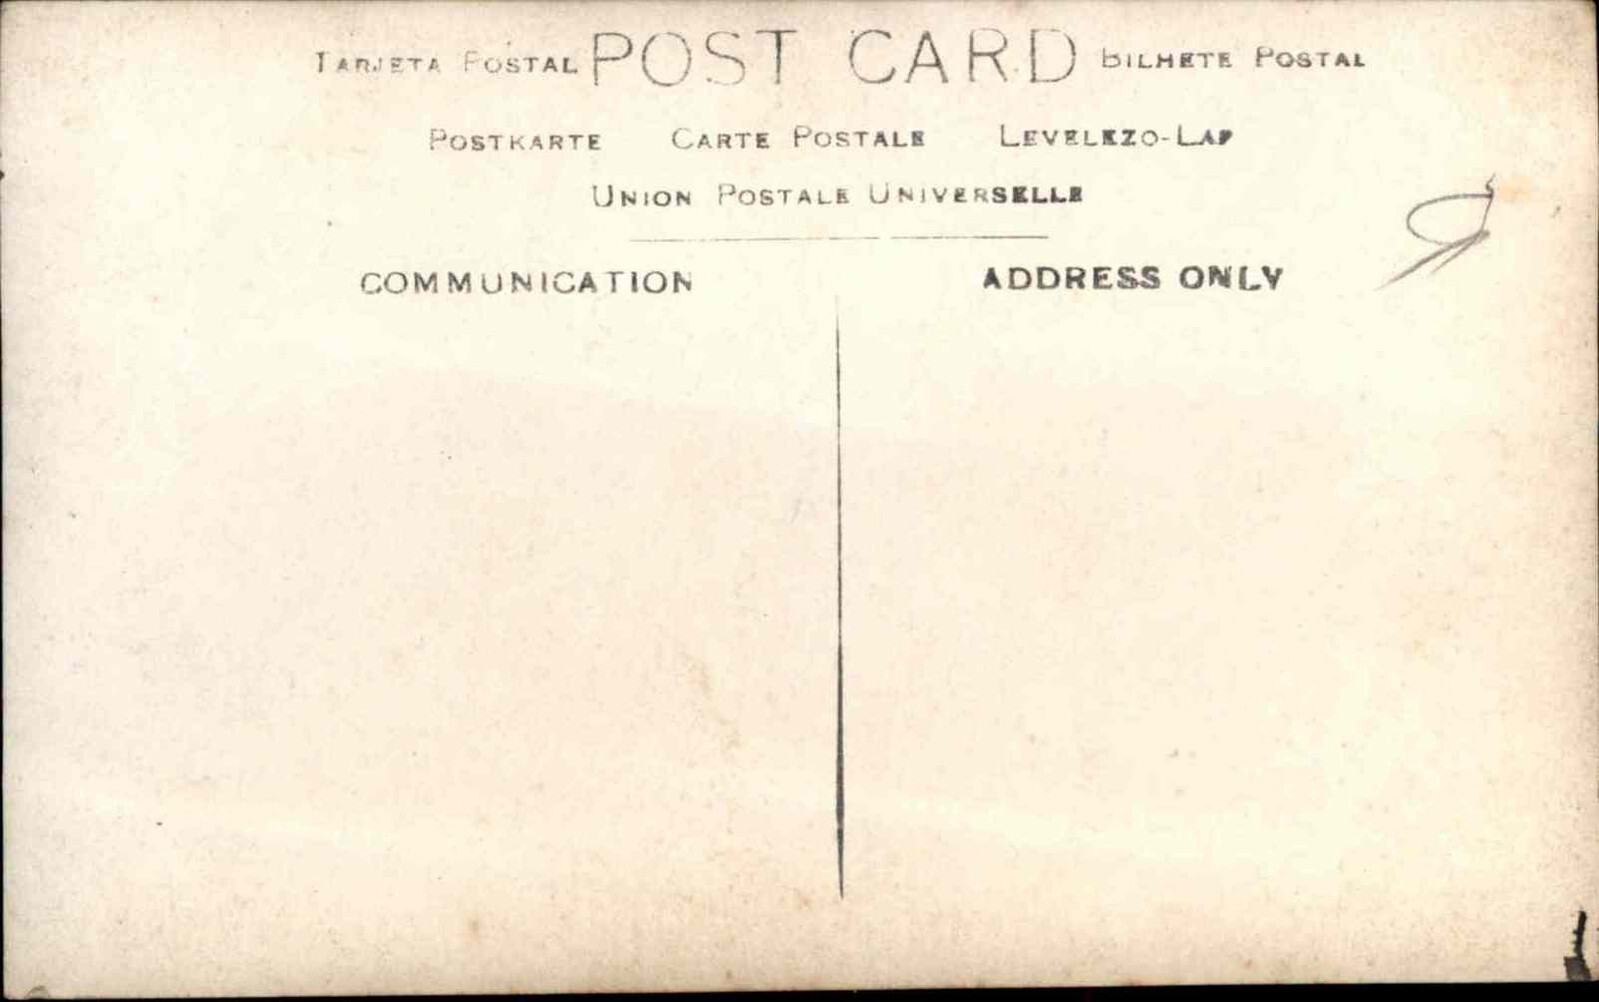 TARJETA POSTAL POST CARD BILHETE POSTAL
POSTKARTE CARTE POSTALE LEVELEZO-LAP
UNION POSTALE UNIVERSELLE
COMMUNICATION ADDRESS ONLY